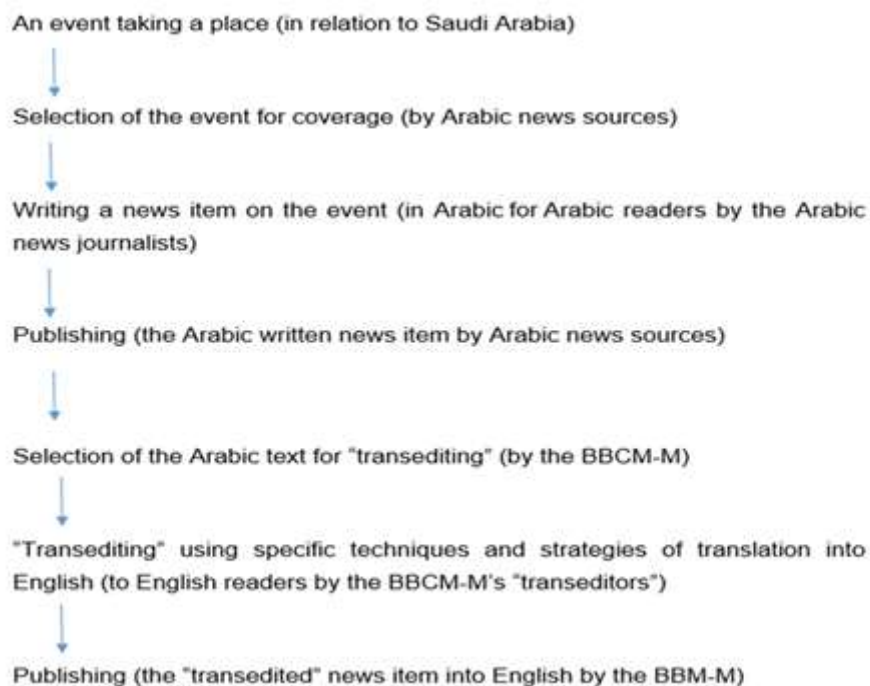 An event taking a place (in relation to Saudi Arabia)
Selection of the event for coverage (by Arabic news sources)
Writing a news item on the event (in Arabic for Arabic readers by the Arabic
news journalists)
Publishing (the Arabic written news item by Arabic news sources)
Selection of the Arabic text for "transediting" (by the BBCM-M)
"Transediting" using specific techniques and strategies of translation into
English (to English readers by the BBCM-M's "transeditors")
Publishing (the "transedited" news item into English by the BBM-M)